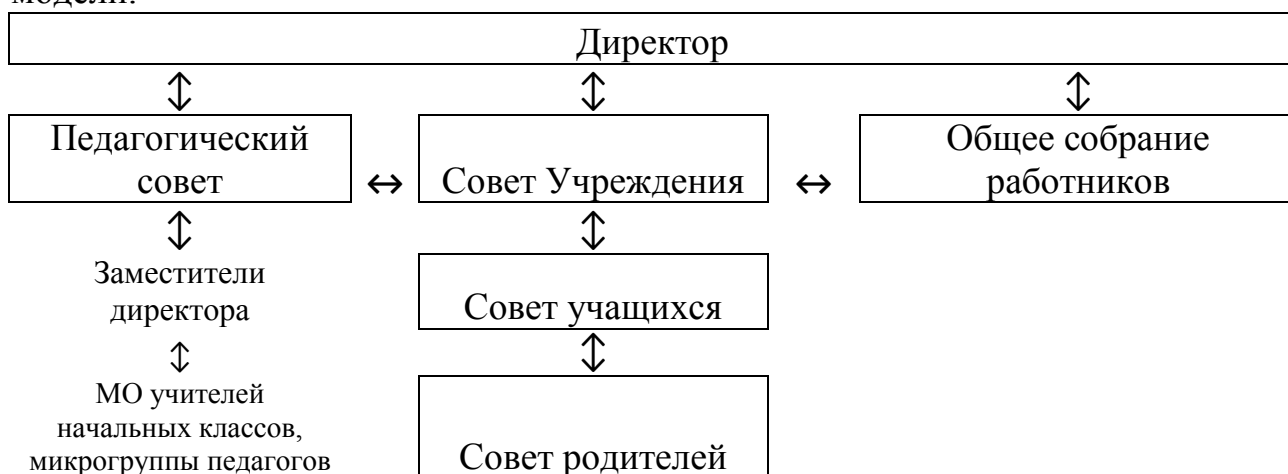 модели:
Директор
↕ ↕ ↕
Педагогический
совет
↔
Совет Учреждения
↔
Общее собрание
работников
↕ ↕
Заместители
директора
Совет учащихся
↕ ↕
МО учителей
начальных классов,
микрогруппы педагогов
Совет родителей